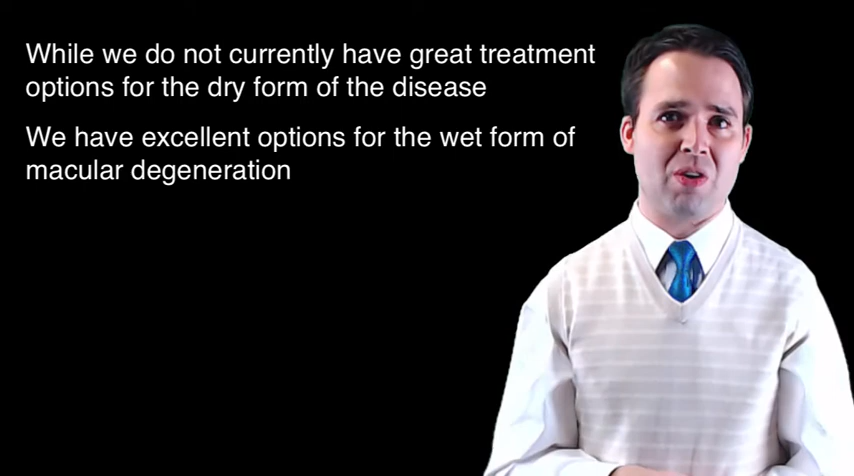 While we do not currently have great treatment
options for the dry form of the disease
We have excellent options for the wet form of
macular degeneration